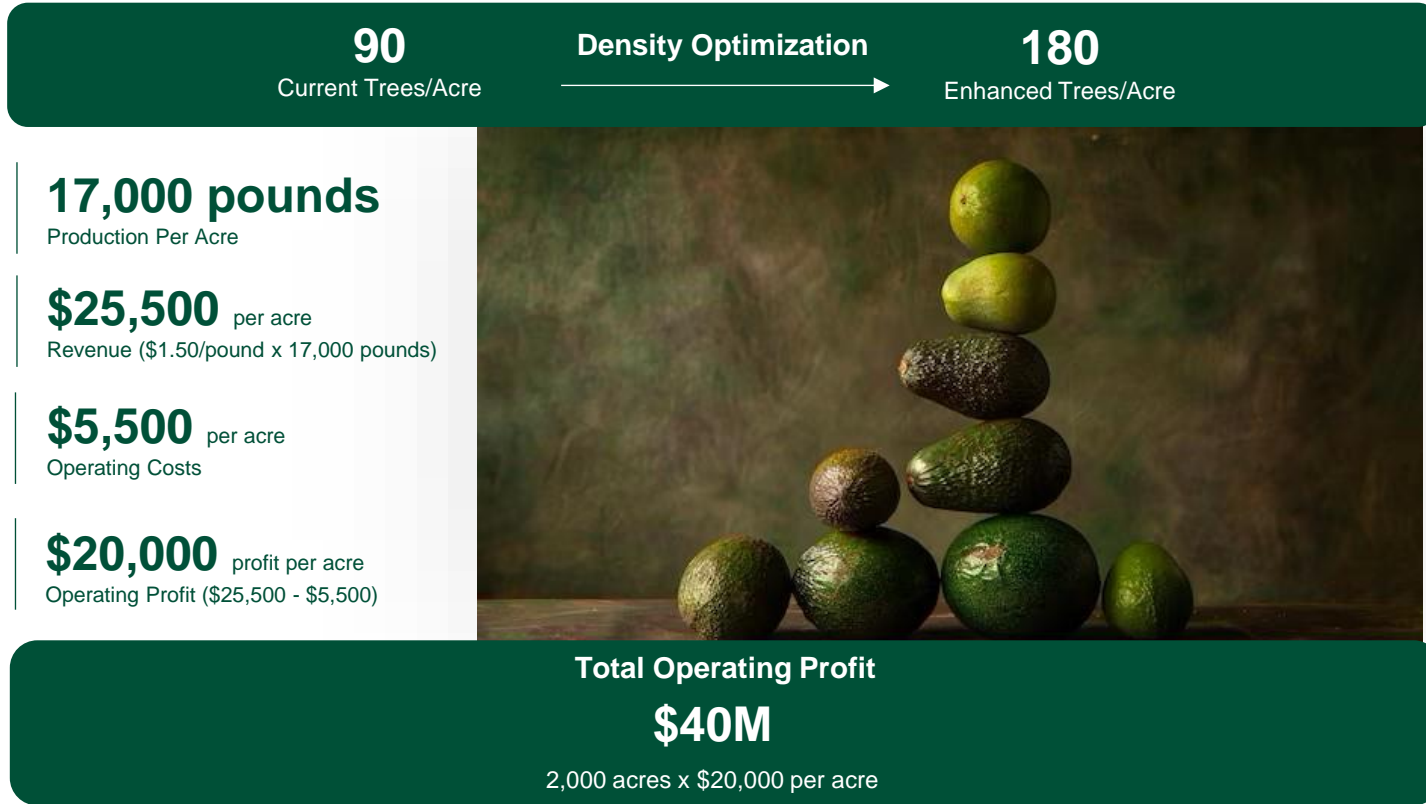 90
Current Trees/Acre
Density Optimization
180
Enhanced Trees/Acre
17,000 pounds
Production Per Acre
$25,500 per acre
Revenue ($1.50/pound x 17,000 pounds)
$5,500 per acre
Operating Costs
$20,000 profit per acre
Operating Profit ($25,500 - $5,500)
Total Operating Profit
$40M
2,000 acres x $20,000 per acre